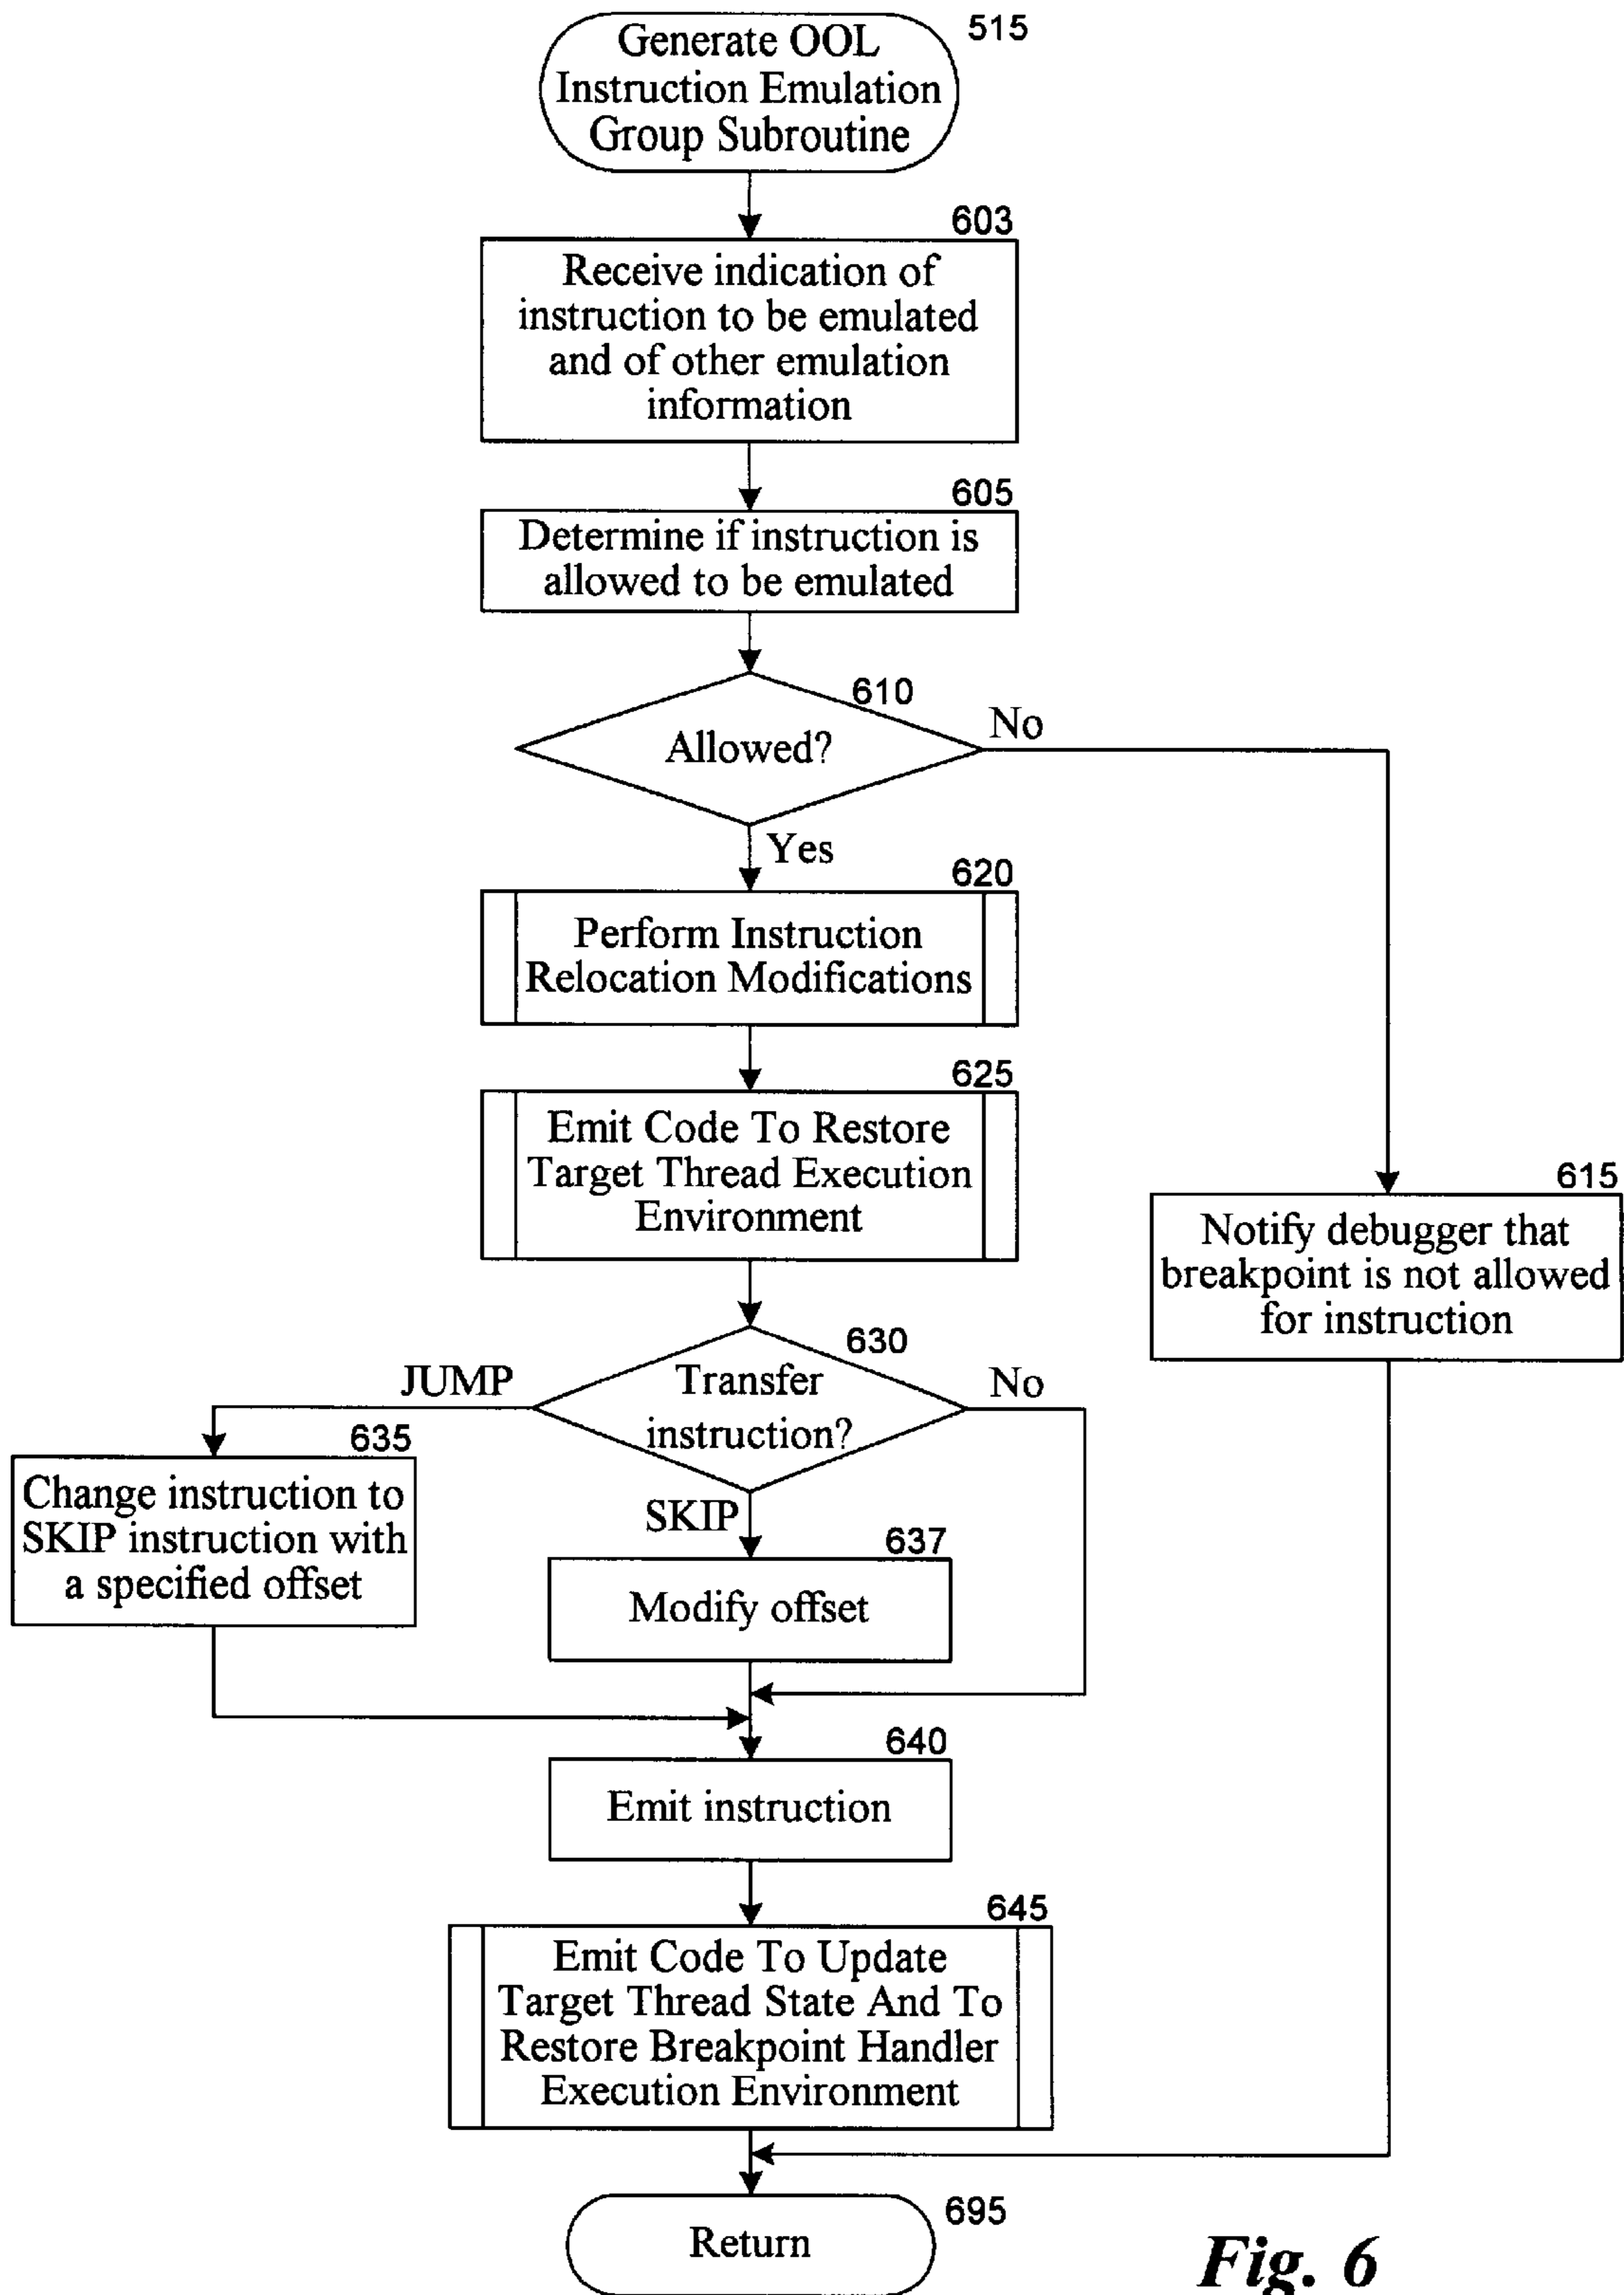 Generate OOL
Instruction Emulation
Group Subroutine
515
603
Receive indication of
instruction to be emulated
and of other emulation
information
605
Determine if instruction is
allowed to be emulated
610
Allowed?
No
Yes
620
Perform Instruction
Relocation Modifications
625
Emit Code To Restore
Target Thread Execution
Environment
615
Notify debugger that
breakpoint is not allowed
for instruction
630
Transfer
instruction?
JUMP
No
SKIP
635
Change instruction to
SKIP instruction with
a specified offset
637
Modify offset
640
Emit instruction
645
Emit Code To Update
Target Thread State And To
Restore Breakpoint Handler
Execution Environment
Return
695
Fig. 6